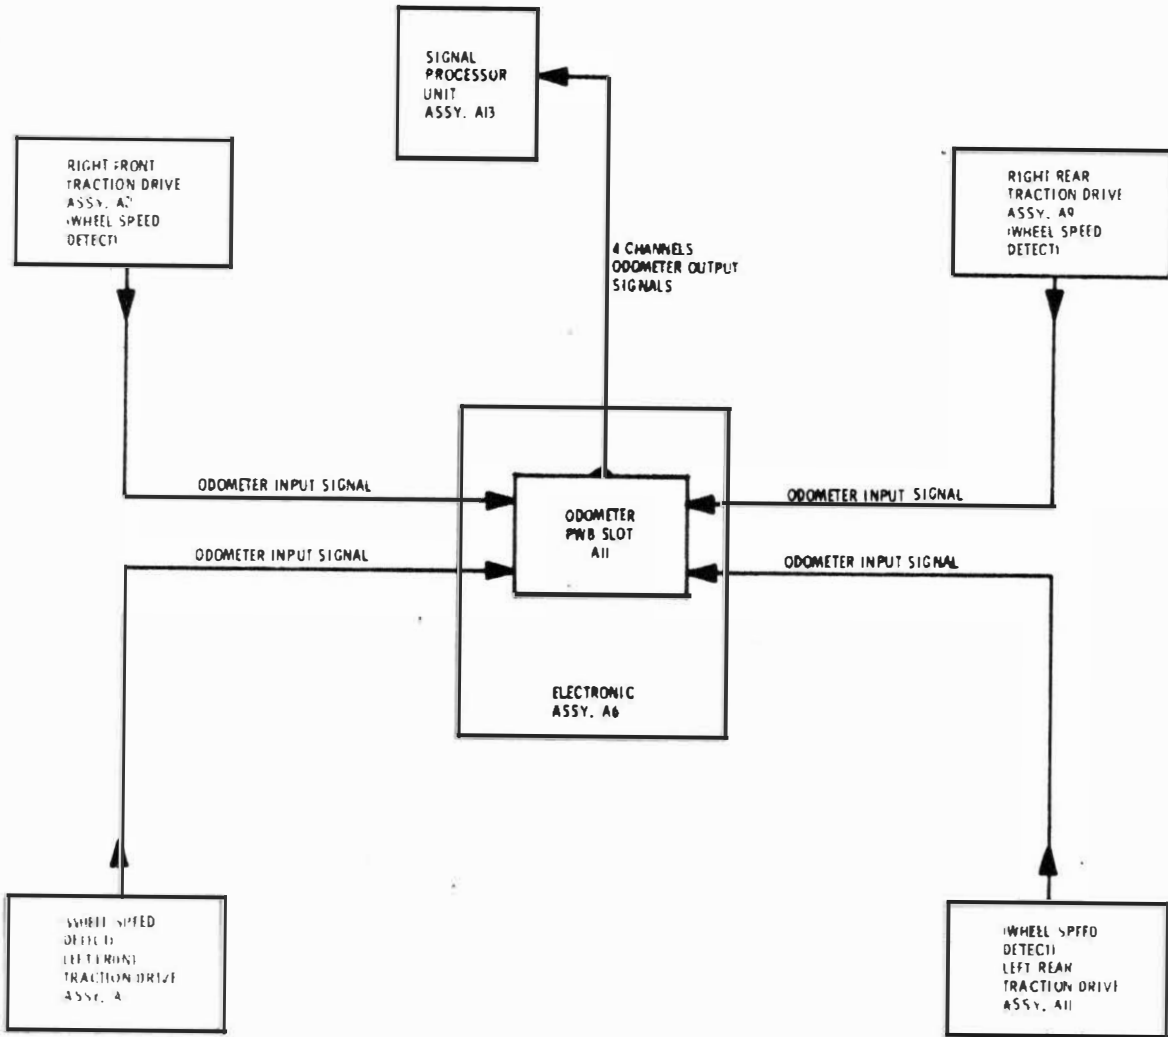 SIGNAL
PROCESSOR
UNIT
ASSY. A13
RIGHT FRONT
TRACTION DRIVE
ASSY.
(WHEEL SPEED
DETECT)
RIGHT REAR
TRACTION DRIVE
ASSY. A9
(WHEEL SPEED
DETECT)
4 CHANNELS
ODOMETER OUTPUT
SIGNALS
ODOMETER INPUT SIGNAL
ODOMETER INPUT SIGNAL
ODOMETER
PWB SLOT
A11
ODOMETER INPUT SIGNAL
ODOMETER INPUT SIGNAL
ELECTRONIC
ASSY. A6
(WHEEL SPEED
DETECT)
LEFT FRONT
TRACTION DRIVE
ASSY.
(WHEEL SPEED
DETECT)
LEFT REAR
TRACTION DRIVE
ASSY. A11